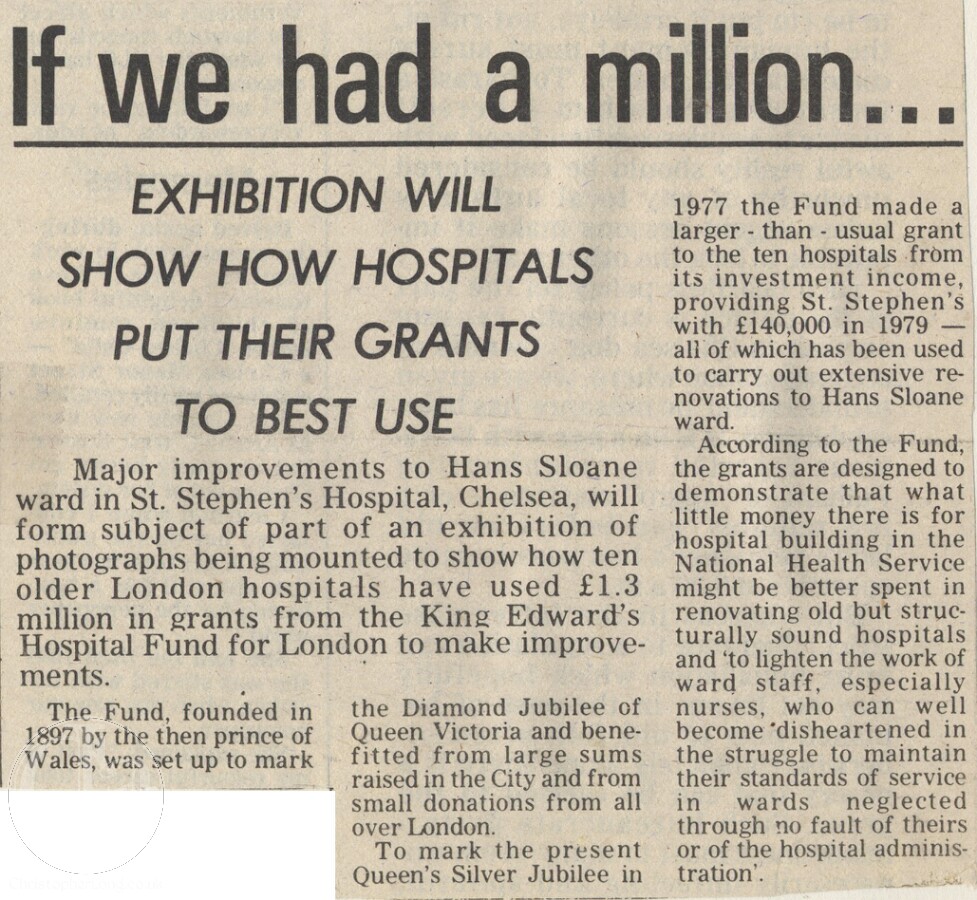 If we had a million...
EXHIBITION WILL
SHOW HOW HOSPITALS
PUT THEIR GRANTS
TO BEST USE
Major improvements to Hans Sloane
ward in St. Stephen's Hospital, Chelsea, will
form subject of part of an exhibition of
photographs being mounted to show how ten
older London hospitals have used £1.3
million in grants from the King Edward's
Hospital Fund for London to make improve-
ments.
The Fund, founded in
1897 by the then prince of
Wales, was set up to mark
the Diamond Jubilee of
Queen Victoria and bene-
fitted from large sums
raised in the City and from
small donations from all
over London.
To mark the present
Queen's Silver Jubilee in
1977 the Fund made a
larger - than - usual grant
to the ten hospitals from
its investment income,
providing St. Stephen's
with £140,000 in 1979 —
all of which has been used
to carry out extensive re-
novations to Hans Sloane
ward.
According to the Fund,
the grants are designed to
demonstrate that what
little money there is for
hospital building in the
National Health Service
might be better spent in
renovating old but struc-
turally sound hospitals
and 'to lighten the work of
ward staff, especially
nurses, who can well
become disheartened in
the struggle to maintain
their standards of service
in wards neglected
through no fault of theirs
or of the hospital adminis-
tration'.